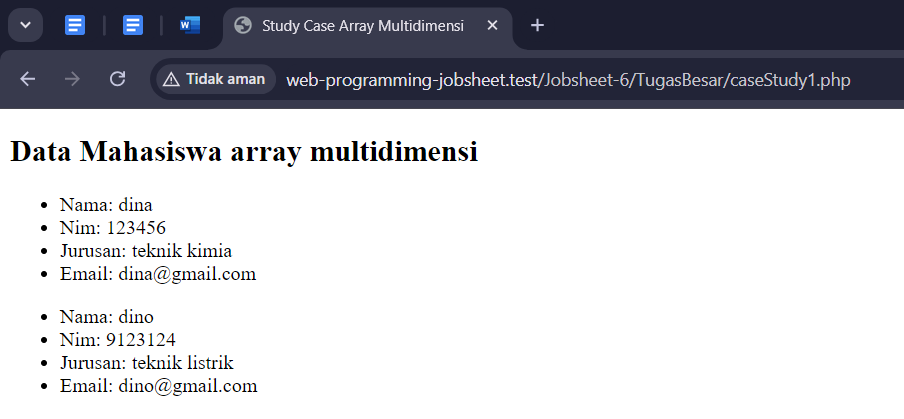 Study Case Array Multidimensi
Tidak aman web-programming-jobsheet.test/Jobsheet-6/TugasBesar/caseStudy1.php
Data Mahasiswa array multidimensi
Nama: dina
Nim: 123456
Jurusan: teknik kimia
Email: dina@gmail.com
Nama: dino
Nim: 9123124
Jurusan: teknik listrik
Email: dino@gmail.com